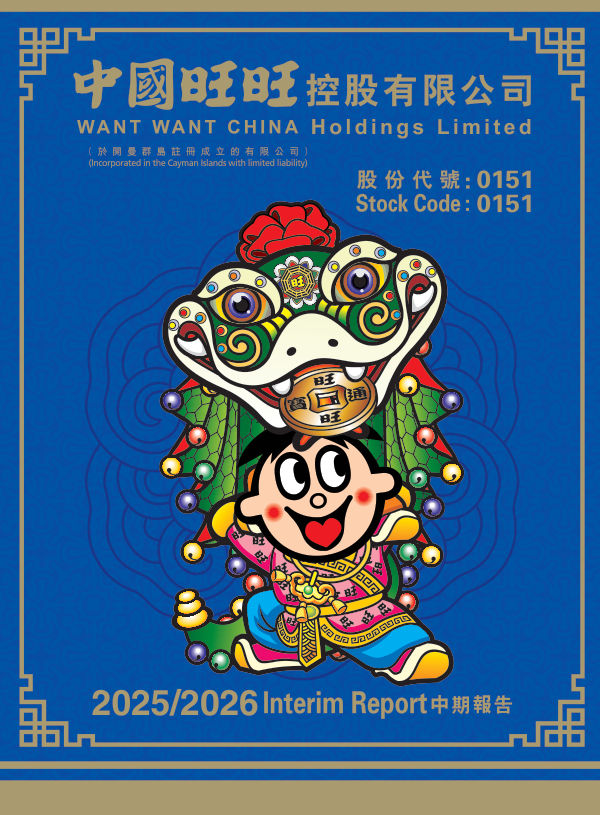 中國旺旺控股有限公司
WANT WANT CHINA Holdings Limited
（於開曼群島註冊成立的有限公司）
(Incorporated in the Cayman Islands with limited liability)
股份代號：0151
Stock Code：0151
旺
旺
寶 通
旺
2025/2026 Interim Report 中期報告